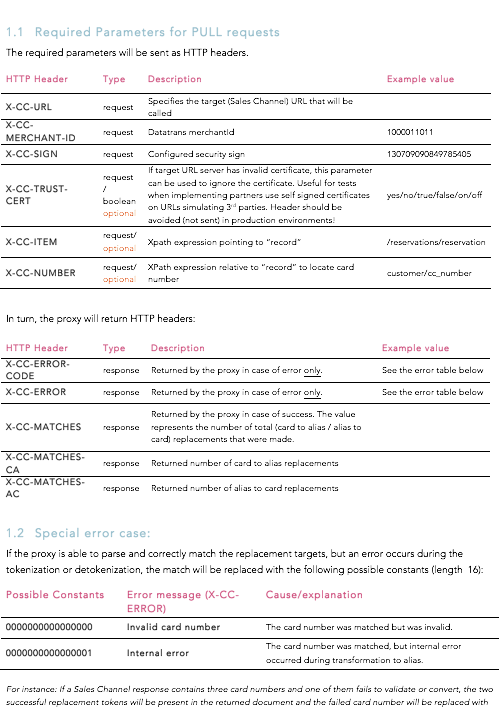 1.1 Required Parameters for PULL requests
The required parameters will be sent as HTTP headers.
HTTP Header Type Description Example value
X-CC-URL request Specifies the target (Sales Channel) URL that will be
called
X-CC-
MERCHANT-ID request Datatrans merchantId 1000011011
X-CC-SIGN request Configured security sign 130709090849785405
X-CC-TRUST-
CERT
request
/
boolean
optional
If target URL server has invalid certificate, this parameter
can be used to ignore the certificate. Useful for tests
when implementing partners use self signed certificates
on URLs simulating 3rd parties. Header should be
avoided (not sent) in production environments!
yes/no/true/false/on/off
X-CC-ITEM request/
optional
Xpath expression pointing to “record” /reservations/reservation
X-CC-NUMBER request/
optional
XPath expression relative to “record” to locate card
number
customer/cc_number
In turn, the proxy will return HTTP headers:
HTTP Header Type Description Example value
X-CC-ERROR-
CODE
response Returned by the proxy in case of error only. See the error table below
X-CC-ERROR response Returned by the proxy in case of error only. See the error table below
X-CC-MATCHES response
Returned by the proxy in case of success. The value
represents the number of total (card to alias / alias to
card) replacements that were made.
X-CC-MATCHES-
CA
response Returned number of card to alias replacements
X-CC-MATCHES-
AC
response Returned number of alias to card replacements
1.2 Special error case:
If the proxy is able to parse and correctly match the replacement targets, but an error occurs during the
tokenization or detokenization, the match will be replaced with the following possible constants (length 16):
Possible Constants Error message (X-CC-
ERROR)
Cause/explanation
0000000000000000 Invalid card number The card number was matched but was invalid.
0000000000000001 Internal error The card number was matched, but internal error
occurred during transformation to alias.
For instance: If a Sales Channel response contains three card numbers and one of them fails to validate or convert, the two
successful replacement tokens will be present in the returned document and the failed card number will be replaced with